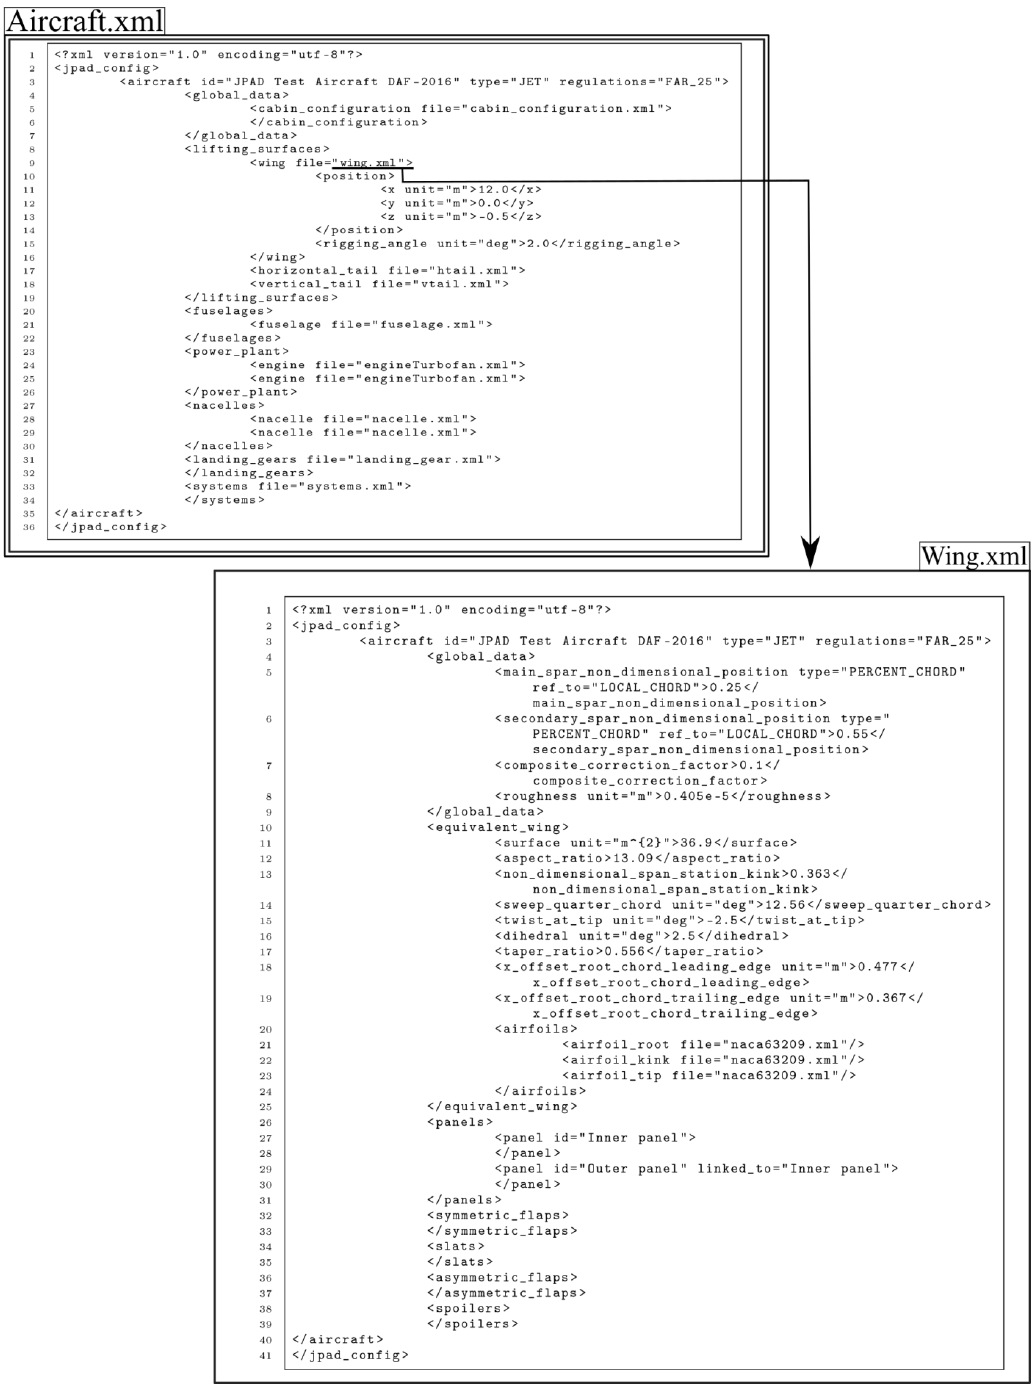 Aircraft.xml
1 <?xml version="1.0" encoding="utf-8"?>
2 <jpad_config>
3 <aircraft id="JPAD Test Aircraft DAF-2016" type="JET" regulations="FAR_25">
4 <global_data>
5 <cabin_configuration file="cabin_configuration.xml">
6 </cabin_configuration>
7 </global_data>
8 <lifting_surfaces>
9 <wing file="wing.xml">
10 <position>
11 <x unit="m">12.0</x>
12 <y unit="m">0.0</y>
13 <z unit="m">-0.5</z>
14 </position>
15 <rigging_angle unit="deg">2.0</rigging_angle>
16 </wing>
17 <horizontal_tail file="htail.xml">
18 <vertical_tail file="vtail.xml">
19 </lifting_surfaces>
20 <fuselages>
21 <fuselage file="fuselage.xml">
22 </fuselages>
23 <power_plant>
24 <engine file="engineTurbofan.xml">
25 <engine file="engineTurbofan.xml">
26 </power_plant>
27 <nacelles>
28 <nacelle file="nacelle.xml">
29 <nacelle file="nacelle.xml">
30 </nacelles>
31 <landing_gears file="landing_gear.xml">
32 </landing_gears>
33 <systems file="systems.xml">
34 </systems>
35 </aircraft>
36 </jpad_config>
Wing.xml
1 <?xml version="1.0" encoding="utf-8"?>
2 <jpad_config>
3 <aircraft id="JPAD Test Aircraft DAF-2016" type="JET" regulations="FAR_25">
4 <global_data>
5 <main_spar_non_dimensional_position type="PERCENT_CHORD"
ref_to="LOCAL_CHORD">0.25</
main_spar_non_dimensional_position>
6 <secondary_spar_non_dimensional_position type="
PERCENT_CHORD" ref_to="LOCAL_CHORD">0.55</
secondary_spar_non_dimensional_position>
7 <composite_correction_factor>0.1</
composite_correction_factor>
8 <roughness unit="m">0.405e-5</roughness>
9 </global_data>
10 <equivalent_wing>
11 <surface unit="m^{2}">36.9</surface>
12 <aspect_ratio>13.09</aspect_ratio>
13 <non_dimensional_span_station_kink>0.363</
non_dimensional_span_station_kink>
14 <sweep_quarter_chord unit="deg">12.56</sweep_quarter_chord>
15 <twist_at_tip unit="deg">-2.5</twist_at_tip>
16 <dihedral unit="deg">2.5</dihedral>
17 <taper_ratio>0.556</taper_ratio>
18 <x_offset_root_chord_leading_edge unit="m">0.477</
x_offset_root_chord_leading_edge>
19 <x_offset_root_chord_trailing_edge unit="m">0.367</
x_offset_root_chord_trailing_edge>
20 <airfoils>
21 <airfoil_root file="naca63209.xml"/>
22 <airfoil_kink file="naca63209.xml"/>
23 <airfoil_tip file="naca63209.xml"/>
24 </airfoils>
25 </equivalent_wing>
26 <panels>
27 <panel id="Inner panel">
28 </panel>
29 <panel id="Outer panel" linked_to="Inner panel">
30 </panel>
31 </panels>
32 <symmetric_flaps>
33 </symmetric_flaps>
34 <slats>
35 </slats>
36 <asymmetric_flaps>
37 </asymmetric_flaps>
38 <spoilers>
39 </spoilers>
40 </aircraft>
41 </jpad_config>